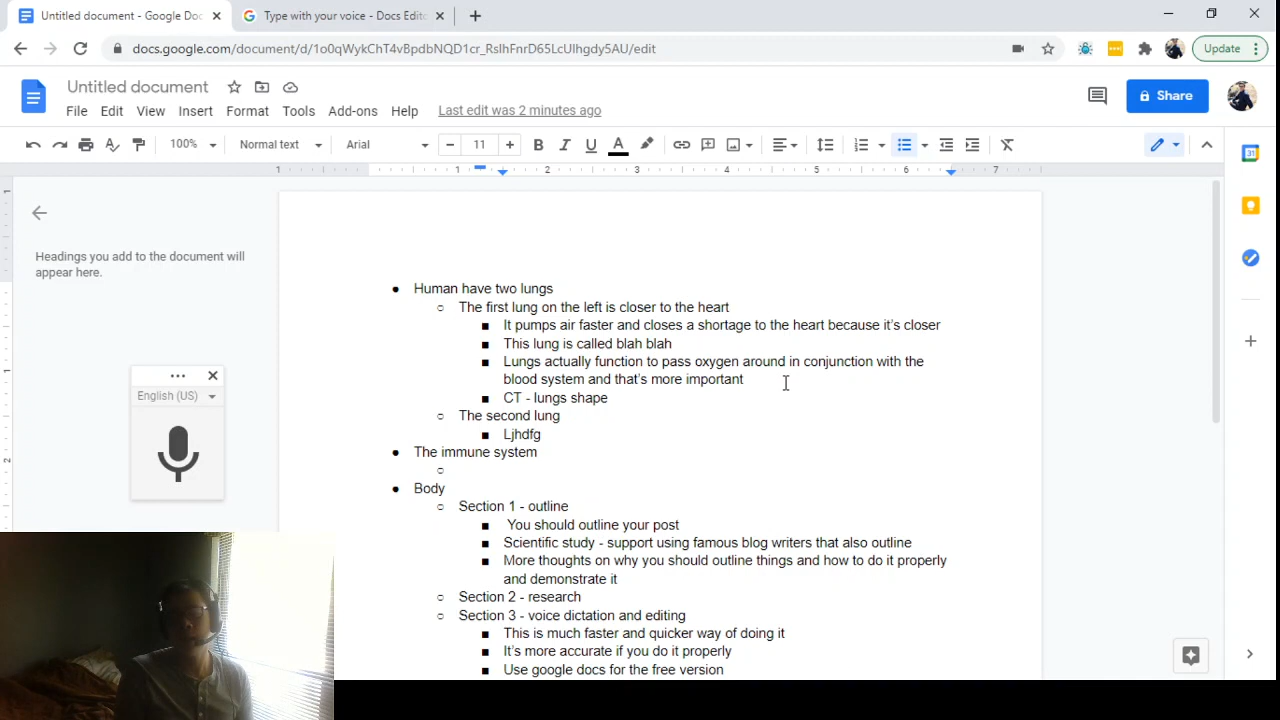 Untitled document - Google Doc
Type with your voice - Docs Edito
docs.google.com/document/d/1o0qWykChT4vBpdbNQD1cr_RslhFnrD65LcUlhgdy5AU/edit
Update
Untitled document
File Edit View Insert Format Tools Add-ons Help Last edit was 2 minutes ago
Share
100% Normal text Arial 11
1 1 2 3 4 5 6 7
Headings you add to the document will
appear here.
English (US)
Human have two lungs
The first lung on the left is closer to the heart
It pumps air faster and closes a shortage to the heart because it's closer
This lung is called blah blah
Lungs actually function to pass oxygen around in conjunction with the
blood system and that's more important
CT - lungs shape
The second lung
Ljhdfg
The immune system
Body
Section 1 - outline
You should outline your post
Scientific study - support using famous blog writers that also outline
More thoughts on why you should outline things and how to do it properly
and demonstrate it
Section 2 - research
Section 3 - voice dictation and editing
This is much faster and quicker way of doing it
It's more accurate if you do it properly
Use google docs for the free version